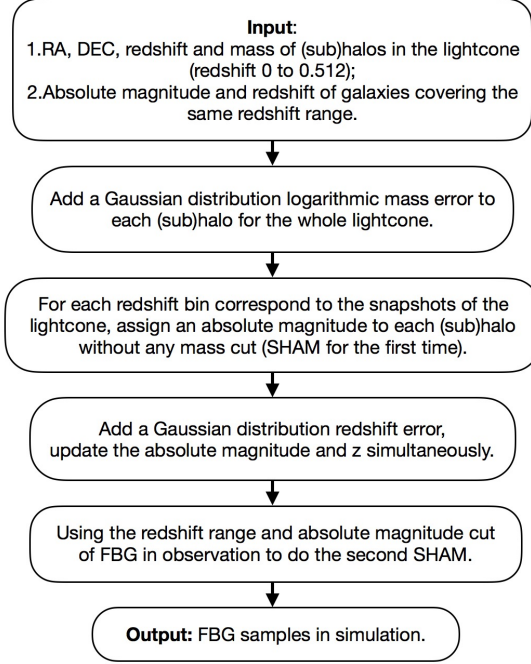 Input:
1.RA, DEC, redshift and mass of (sub)halos in the lightcone
(redshift 0 to 0.512);
2.Absolute magnitude and redshift of galaxies covering the
same redshift range.
Add a Gaussian distribution logarithmic mass error to
each (sub)halo for the whole lightcone.
For each redshift bin correspond to the snapshots of the
lightcone, assign an absolute magnitude to each (sub)halo
without any mass cut (SHAM for the first time).
Add a Gaussian distribution redshift error,
update the absolute magnitude and z simultaneously.
Using the redshift range and absolute magnitude cut
of FBG in observation to do the second SHAM.
Output: FBG samples in simulation.